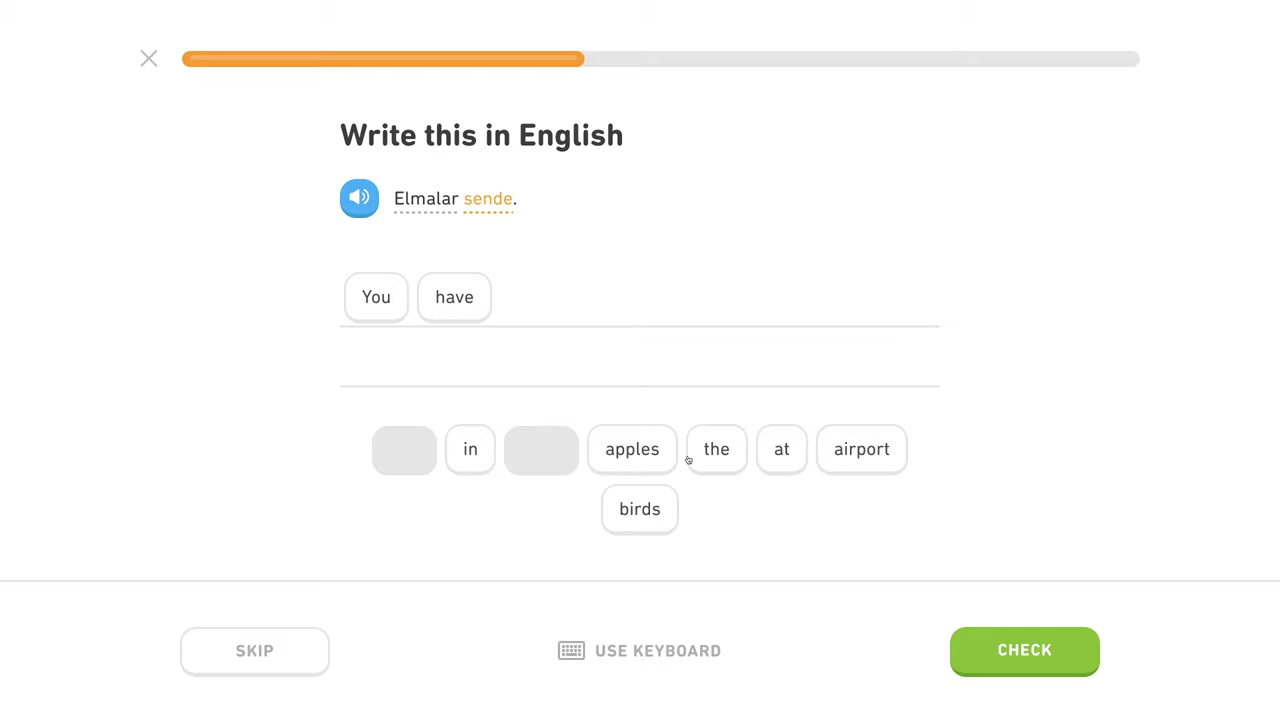 Write this in English
Elmalar sende.
You have
in apples the at airport
birds
SKIP USE KEYBOARD CHECK